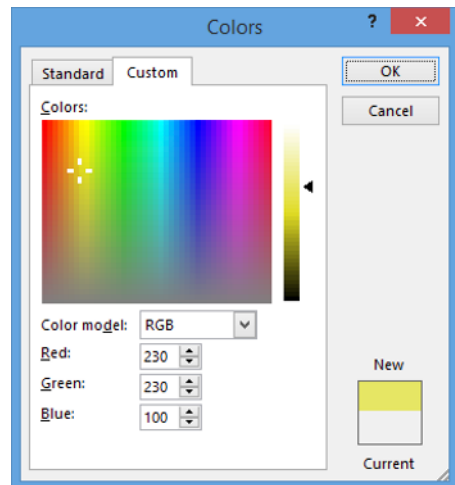 Colors
?
×
Standard
Custom
OK
Cancel
Colors:
Color model: RGB
Red: 230
Green: 230
Blue: 100
New
Current